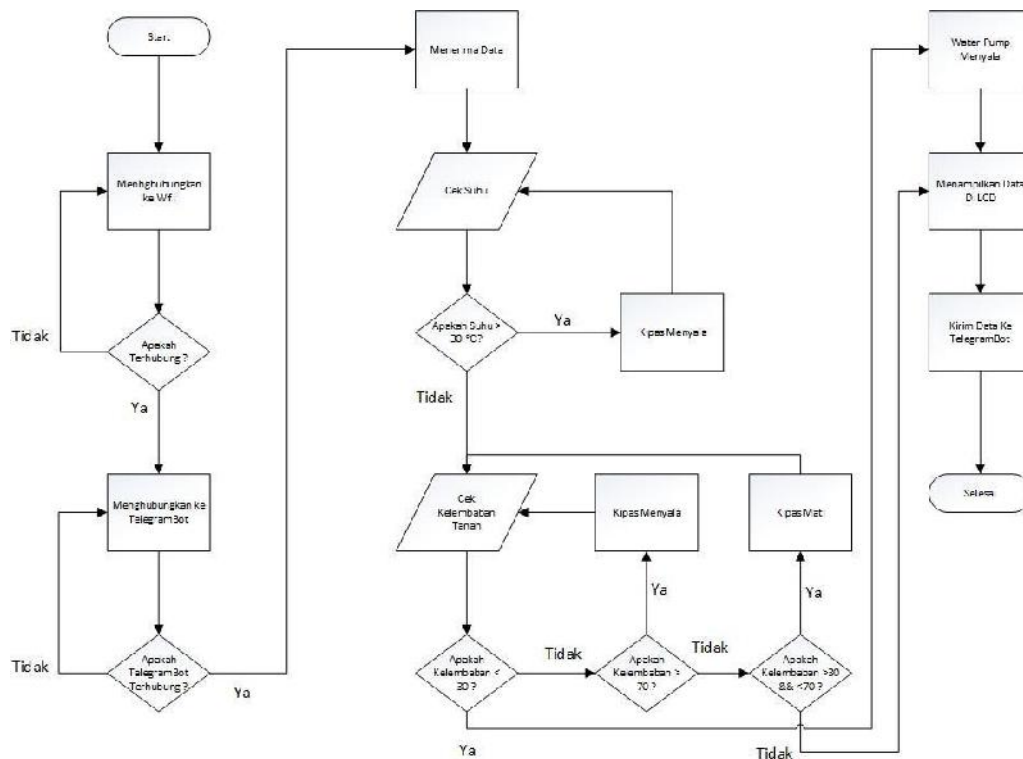 Start
Menghubungkan
ke Wf
Apakah
Terhubung ?
Tidak
Ya
Menghubungkan ke
TelegramBot
Apakah
TelegramBot
Terhubung ?
Tidak
Ya
Menerima Data
Cek Suhu
Apakah Suhu >
30 °C?
Ya
Kipas Menyala
Tidak
Cek
Kelembaban
Tanah
Kipas Menyala
Kipas Mat
Ya
Ya
Apakah
Kelembaban <
30 ?
Tidak
Apakah
Kelembaban >
70 ?
Tidak
Apakah
Kelembaban >30
&& <70 ?
Ya
Tidak
Water Pump
Menyala
Menampilkan Data
Di LCD
Kirim Data Ke
TelegramBot
Selesa